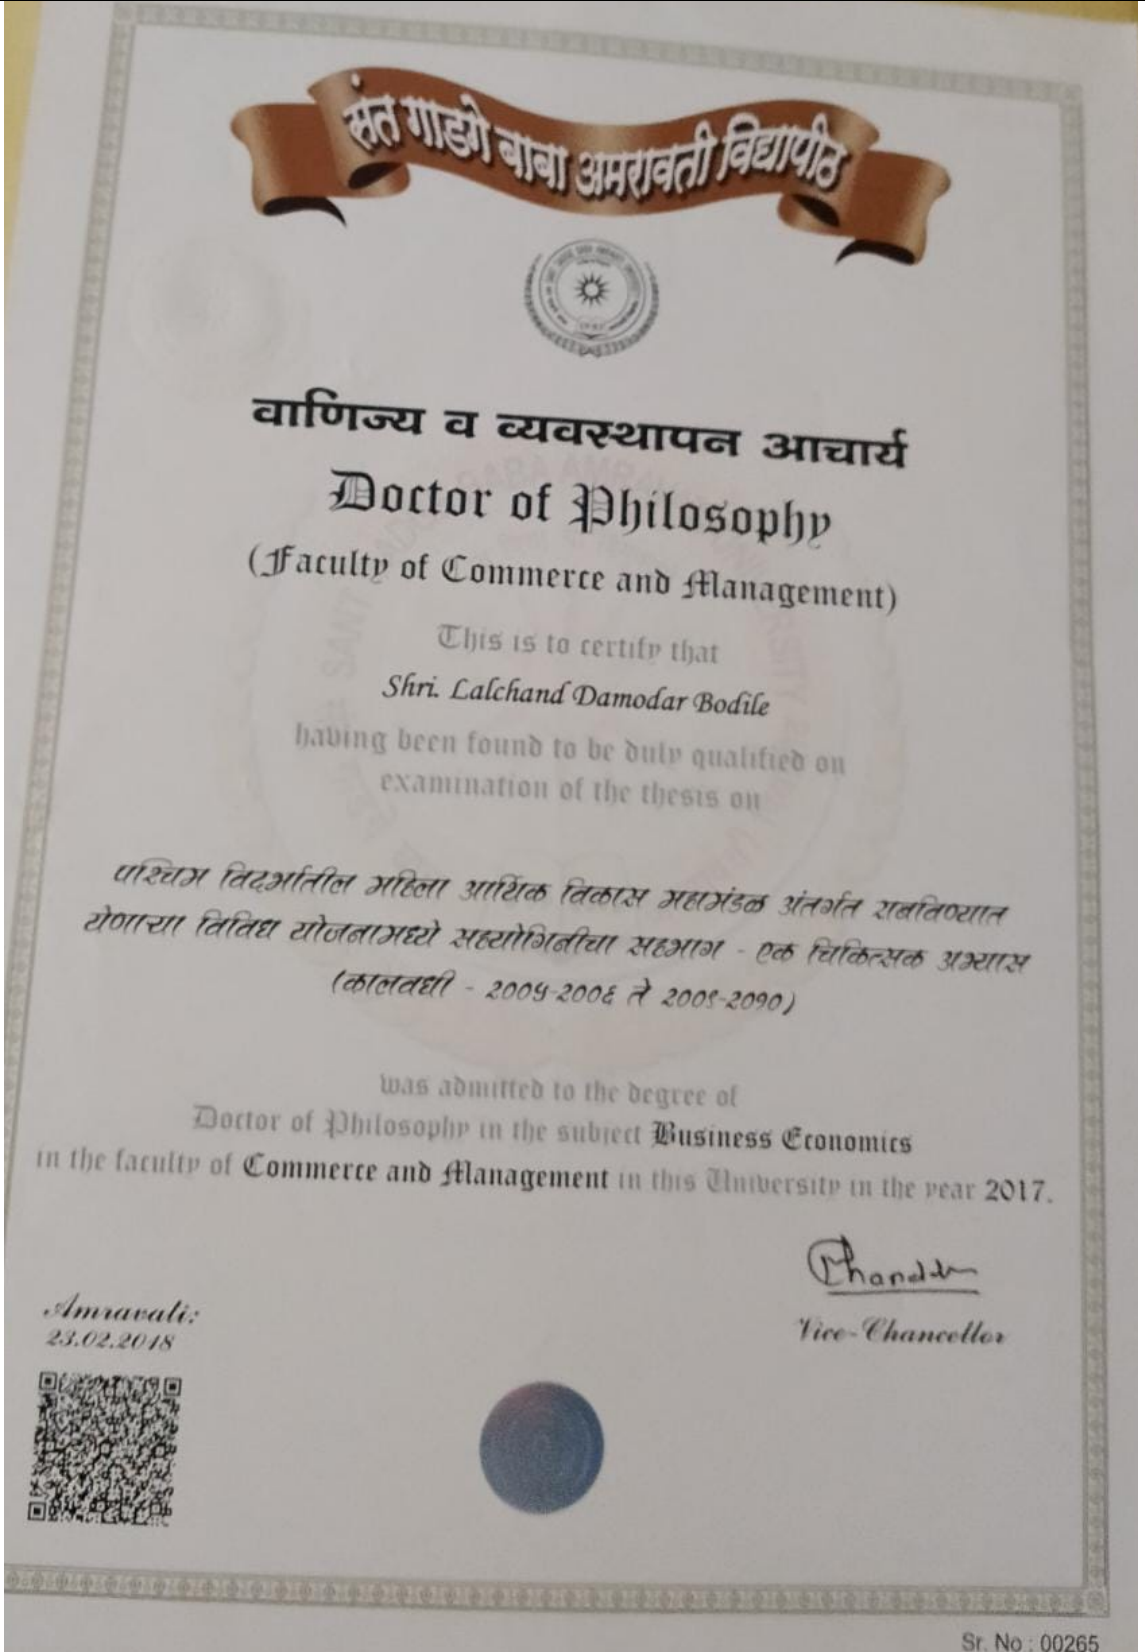 संत गाडगे बाबा अमरावती विद्यापीठ
वाणिज्य व व्यवस्थापन आचार्य
Doctor of Philosophy
(Faculty of Commerce and Management)
This is to certify that
Shri. Lalchand Damodar Bodile
having been found to be duly qualified on
examination of the thesis on
पश्चिम विदर्भातील महिला आर्थिक विकास महामंडळ अंतर्गत राबविण्यात
येणाऱ्या विविध योजनामध्ये सहयोगिनीचा सहभाग - एक चिकित्सक अभ्यास
(कालवधी - २००५-२००६ ते २००९-२०१०)
was admitted to the degree of
Doctor of Philosophy in the subject Business Economics
in the faculty of Commerce and Management in this University in the year 2017.
Amravati:
23.02.2018
Vice-Chancellor
Sr. No : 00265